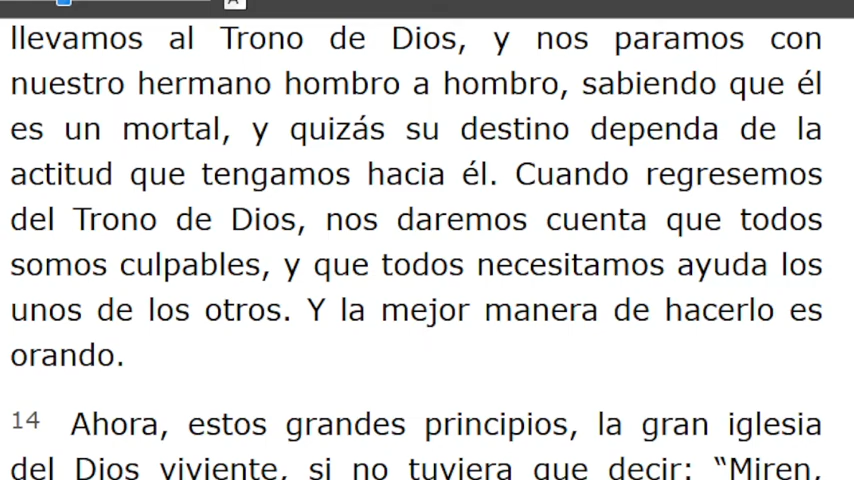 llevamos al Trono de Dios, y nos paramos con
nuestro hermano hombro a hombro, sabiendo que él
es un mortal, y quizás su destino dependa de la
actitud que tengamos hacia él. Cuando regresemos
del Trono de Dios, nos daremos cuenta que todos
somos culpables, y que todos necesitamos ayuda los
unos de los otros. Y la mejor manera de hacerlo es
orando.
14 Ahora, estos grandes principios, la gran iglesia
del Dios viviente, si no tuviera que decir: “Miren,